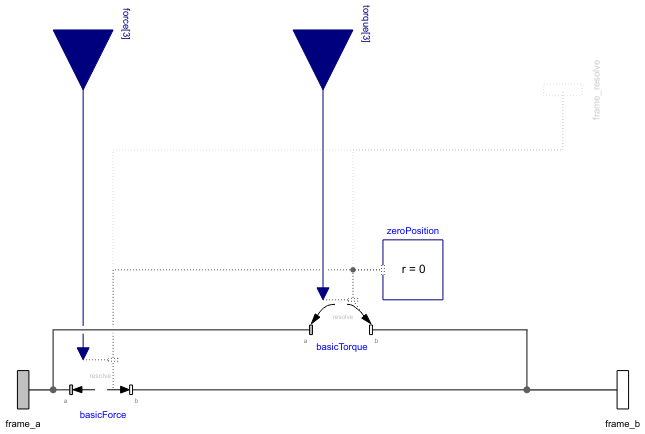 force[3]
torque[3]
frame_resolve
zeroPosition
r = 0
resolve
a
b
basicTorque
resolve
a
b
basicForce
frame_a
frame_b